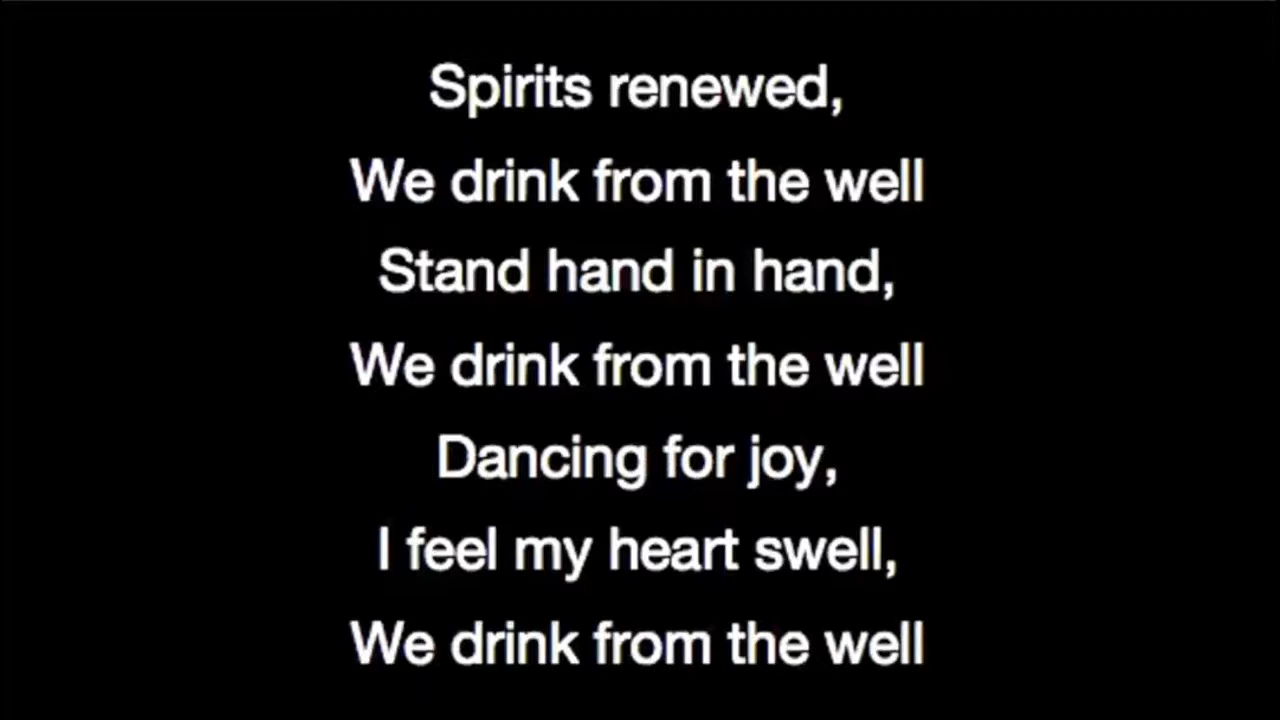 Spirits renewed,
We drink from the well
Stand hand in hand,
We drink from the well
Dancing for joy,
I feel my heart swell,
We drink from the well